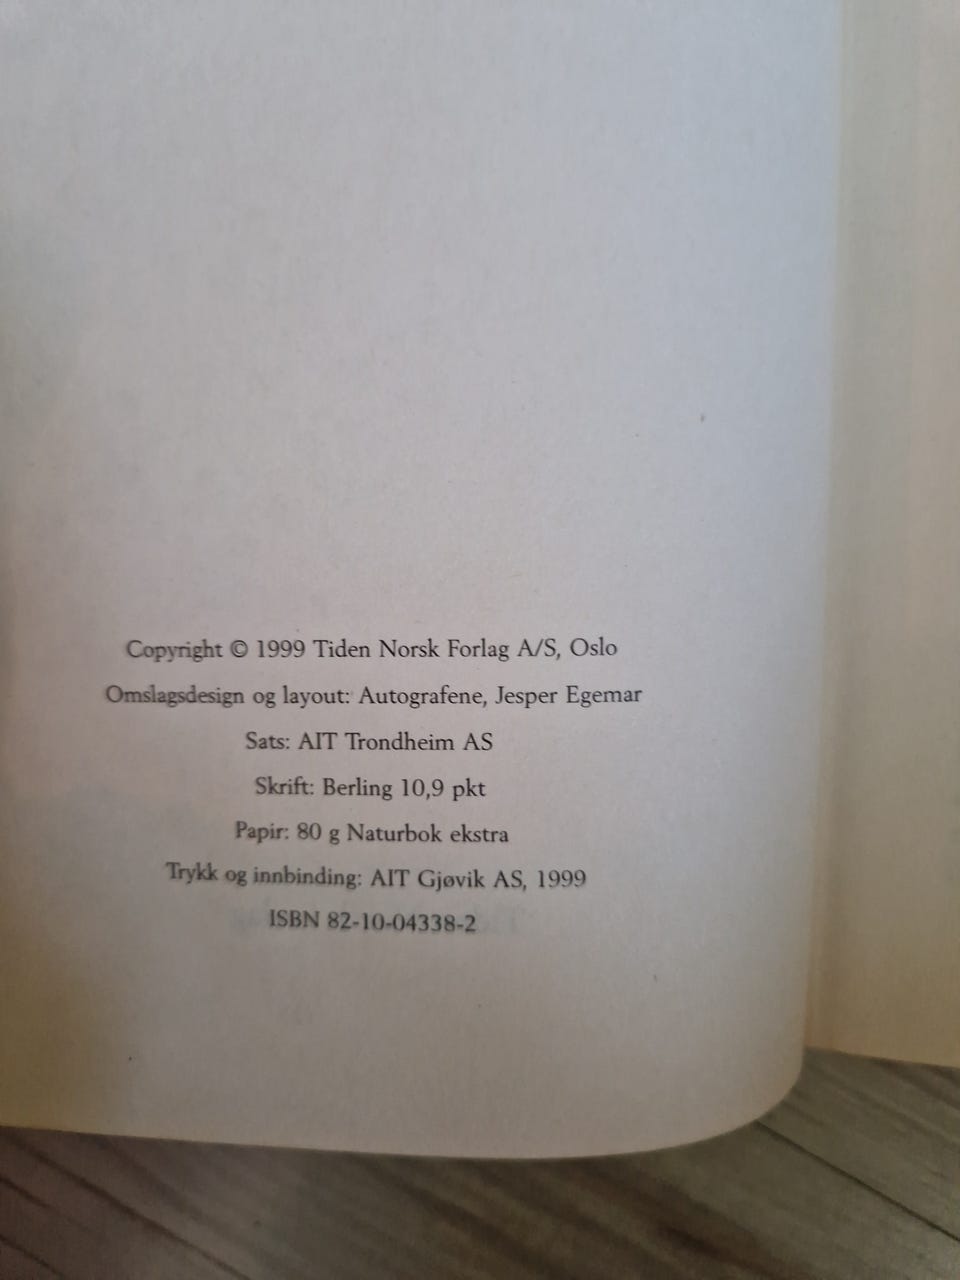 Copyright © 1999 Tiden Norsk Forlag A/S, Oslo
Omslagsdesign og layout: Autografene, Jesper Egemar
Sats: AIT Trondheim AS
Skrift: Berling 10,9 pkt
Papir: 80 g Naturbok ekstra
Trykk og innbinding: AIT Gjøvik AS, 1999
ISBN 82-10-04338-2